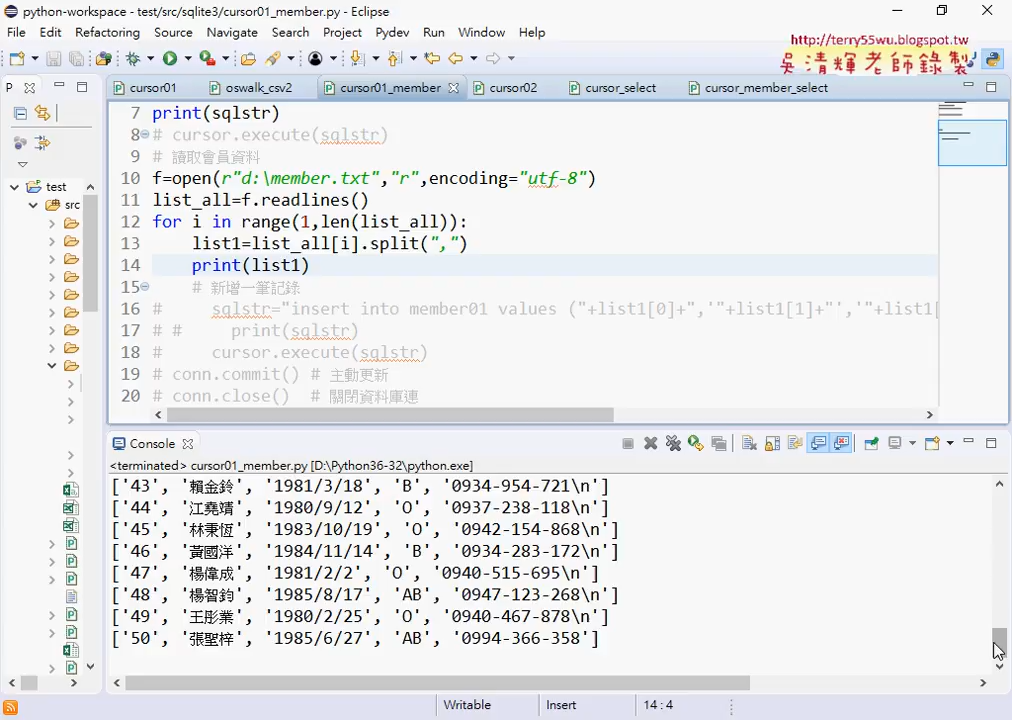 python-workspace - test/src/sqlite3/cursor01_member.py - Eclipse
File Edit Refactoring Source Navigate Search Project Pydev Run Window Help
http://terry55wu.blogspot.tw
吳清輝老師錄製
P
cursor01 oswalk_csv2 cursor01_member cursor02 cursor_select cursor_member_select
test
src
7 print(sqlstr)
8 # cursor.execute(sqlstr)
9 # 讀取會員資料
10 f=open(r"d:\member.txt","r",encoding="utf-8")
11 list_all=f.readlines()
12 for i in range(1,len(list_all)):
13 list1=list_all[i].split(",")
14 print(list1)
15 # 新增一筆記錄
16 # sqlstr="insert into member01 values ("+list1[0]+",'"+list1[1]+"','"+list1[
17 # # print(sqlstr)
18 # cursor.execute(sqlstr)
19 # conn.commit() # 主動更新
20 # conn.close() # 關閉資料庫連
Console
<terminated> cursor01_member.py [D:\Python36-32\python.exe]
['43', '賴金鈴', '1981/3/18', 'B', '0934-954-721\n']
['44', '江堯靖', '1980/9/12', 'O', '0937-238-118\n']
['45', '林秉恆', '1983/10/19', 'O', '0942-154-868\n']
['46', '黃國洋', '1984/11/14', 'B', '0934-283-172\n']
['47', '楊偉成', '1981/2/2', 'O', '0940-515-695\n']
['48', '楊智鈞', '1985/8/17', 'AB', '0947-123-268\n']
['49', '王彤業', '1980/2/25', 'O', '0940-467-878\n']
['50', '張聖梓', '1985/6/27', 'AB', '0994-366-358']
Writable Insert 14 : 4